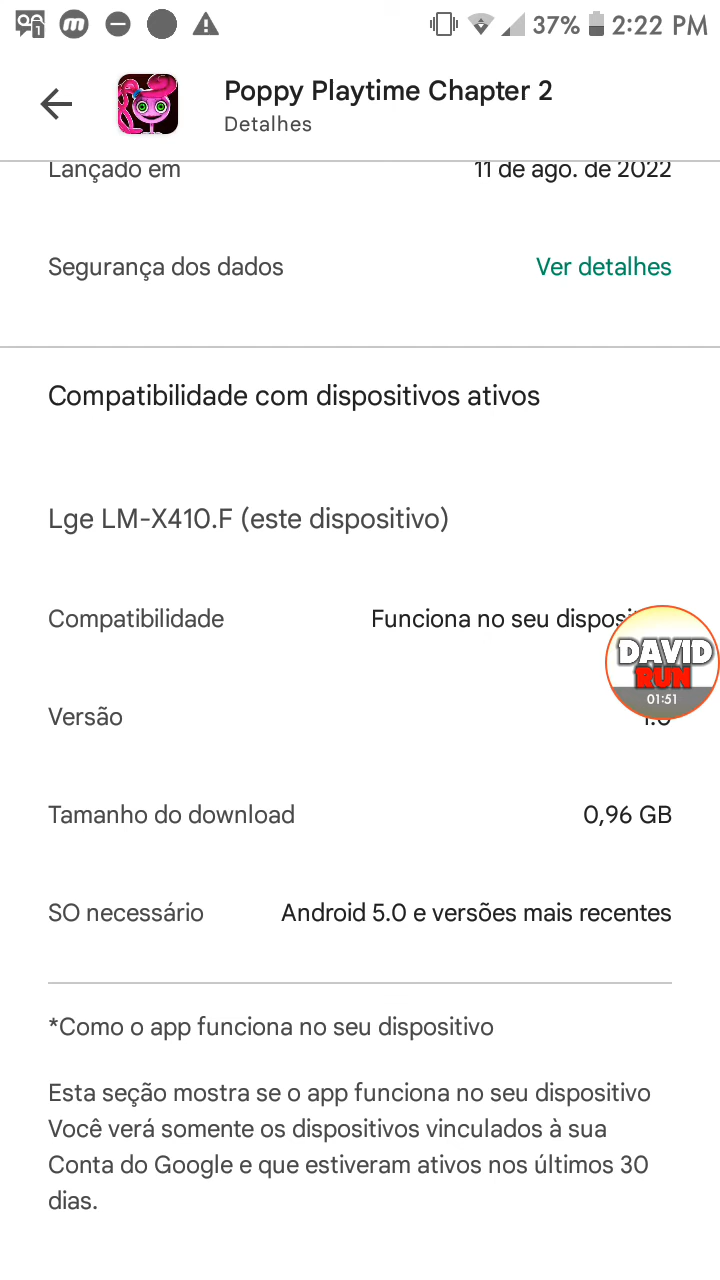 37% 2:22 PM
Poppy Playtime Chapter 2
Detalhes
Lançado em 11 de ago. de 2022
Segurança dos dados Ver detalhes
Compatibilidade com dispositivos ativos
Lge LM-X410.F (este dispositivo)
Compatibilidade Funciona no seu
DAVID
RUN
01:51
Versão
Tamanho do download 0,96 GB
SO necessário Android 5.0 e versões mais recentes
*Como o app funciona no seu dispositivo
Esta seção mostra se o app funciona no seu dispositivo
Você verá somente os dispositivos vinculados à sua
Conta do Google e que estiveram ativos nos últimos 30
dias.